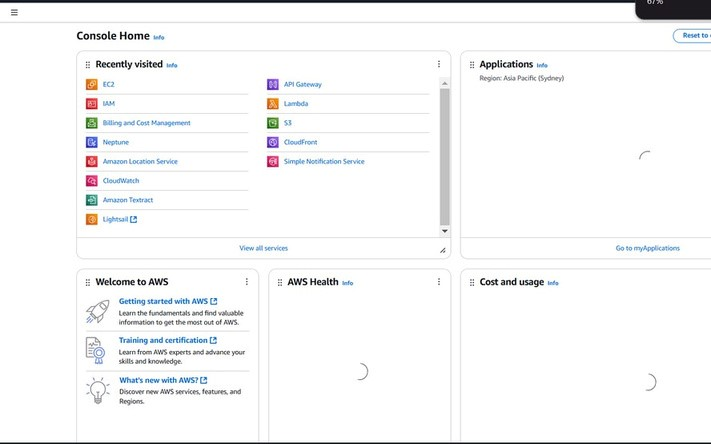 67%
Console Home Info
Reset to
Recently visited Info
EC2
IAM
Billing and Cost Management
Neptune
Amazon Location Service
CloudWatch
Amazon Textract
Lightsail
API Gateway
Lambda
S3
CloudFront
Simple Notification Service
View all services
Applications Info
Region: Asia Pacific (Sydney)
Go to myApplications
Welcome to AWS
Getting started with AWS
Learn the fundamentals and find valuable
information to get the most out of AWS.
Training and certification
Learn from AWS experts and advance your
skills and knowledge.
What's new with AWS?
Discover new AWS services, features, and
Regions.
AWS Health Info
Cost and usage Info